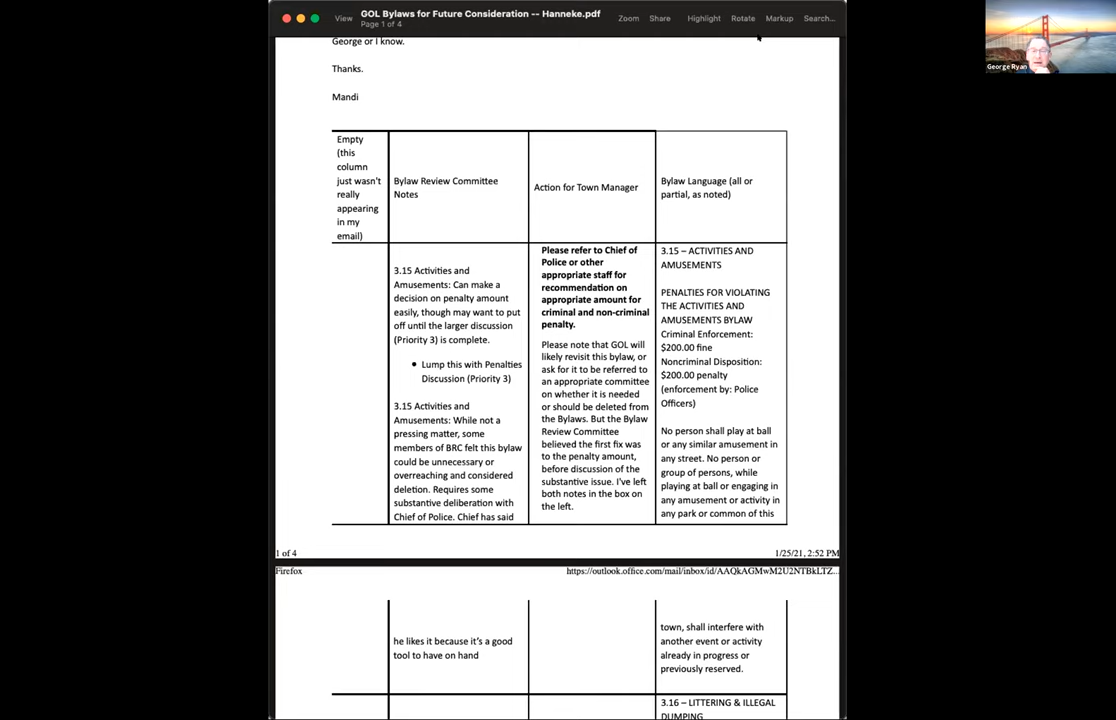 View
GOL Bylaws for Future Consideration -- Hanneke.pdf
Page 1 of 4
Zoom
Share
Highlight
Rotate
Markup
Search...
George Ryan
George or I know.
Thanks.
Mandi
Empty
(this
column
just wasn't
really
appearing
in my
email)
Bylaw Review Committee
Notes
Action for Town Manager
Bylaw Language (all or
partial, as noted)
3.15 Activities and
Amusements: Can make a
decision on penalty amount
easily, though may want to put
off until the larger discussion
(Priority 3) is complete.
• Lump this with Penalties
Discussion (Priority 3)
3.15 Activities and
Amusements: While not a
pressing matter, some
members of BRC felt this bylaw
could be unnecessary or
overreaching and considered
deletion. Requires some
substantive deliberation with
Chief of Police. Chief has said
Please refer to Chief of
Police or other
appropriate staff for
recommendation on
appropriate amount for
criminal and non-criminal
penalty.
Please note that GOL will
likely revisit this bylaw, or
ask for it to be referred to
an appropriate committee
on whether it is needed
or should be deleted from
the Bylaws. But the Bylaw
Review Committee
believed the first fix was
to the penalty amount,
before discussion of the
substantive issue. I've left
both notes in the box on
the left.
3.15 – ACTIVITIES AND
AMUSEMENTS
PENALTIES FOR VIOLATING
THE ACTIVITIES AND
AMUSEMENTS BYLAW
Criminal Enforcement:
$200.00 fine
Noncriminal Disposition:
$200.00 penalty
(enforcement by: Police
Officers)
No person shall play at ball
or any similar amusement in
any street. No person or
group of persons, while
playing at ball or engaging in
any amusement or activity in
any park or common of this
1 of 4
1/25/21, 2:52 PM
Firefox
https://outlook.office.com/mail/inbox/id/AAQkAGMwM2U2NTBkLTZ...
he likes it because it's a good
tool to have on hand
town, shall interfere with
another event or activity
already in progress or
previously reserved.
3.16 – LITTERING & ILLEGAL
DUMPING